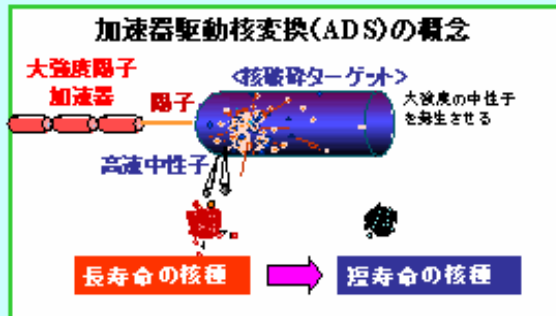 加速器駆動核変換(ADS)の概念
大強度陽子
加速器
陽子
<核破砕ターゲット>
大強度の中性子
を発生させる
高速中性子
長寿命の核種
短寿命の核種